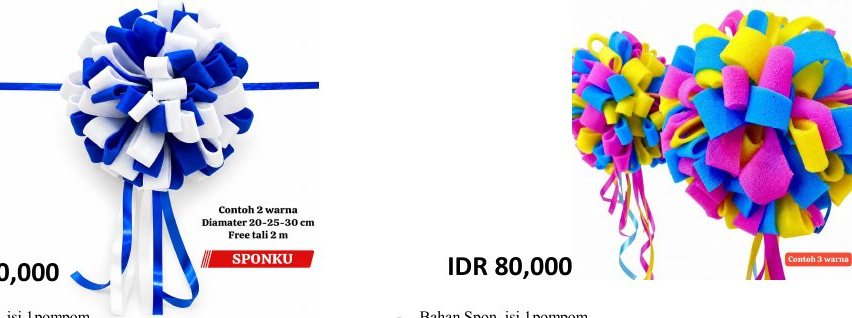 Contoh 2 warna
Diamater 20-25-30 cm
Free tali 2 m
SPONKU
0,000
isi 1pompom
IDR 80,000
Contoh 3 warna
Bahan Spon, isi 1pompom